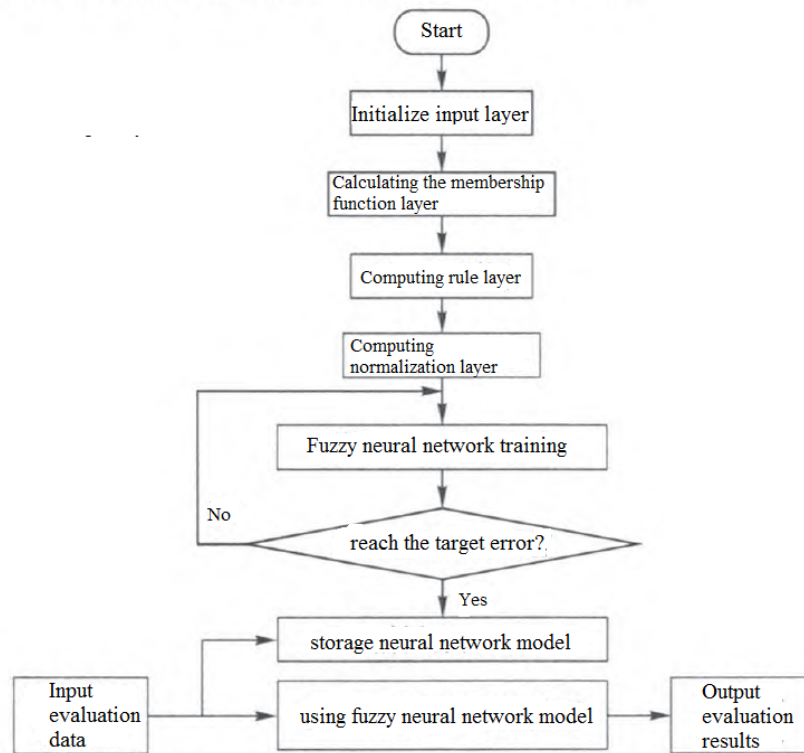 Start
Initialize input layer
Calculating the membership
function layer
Computing rule layer
Computing
normalization layer
Fuzzy neural network training
No
reach the target error?
Yes
storage neural network model
Input
evaluation
data
using fuzzy neural network model
Output
evaluation
results